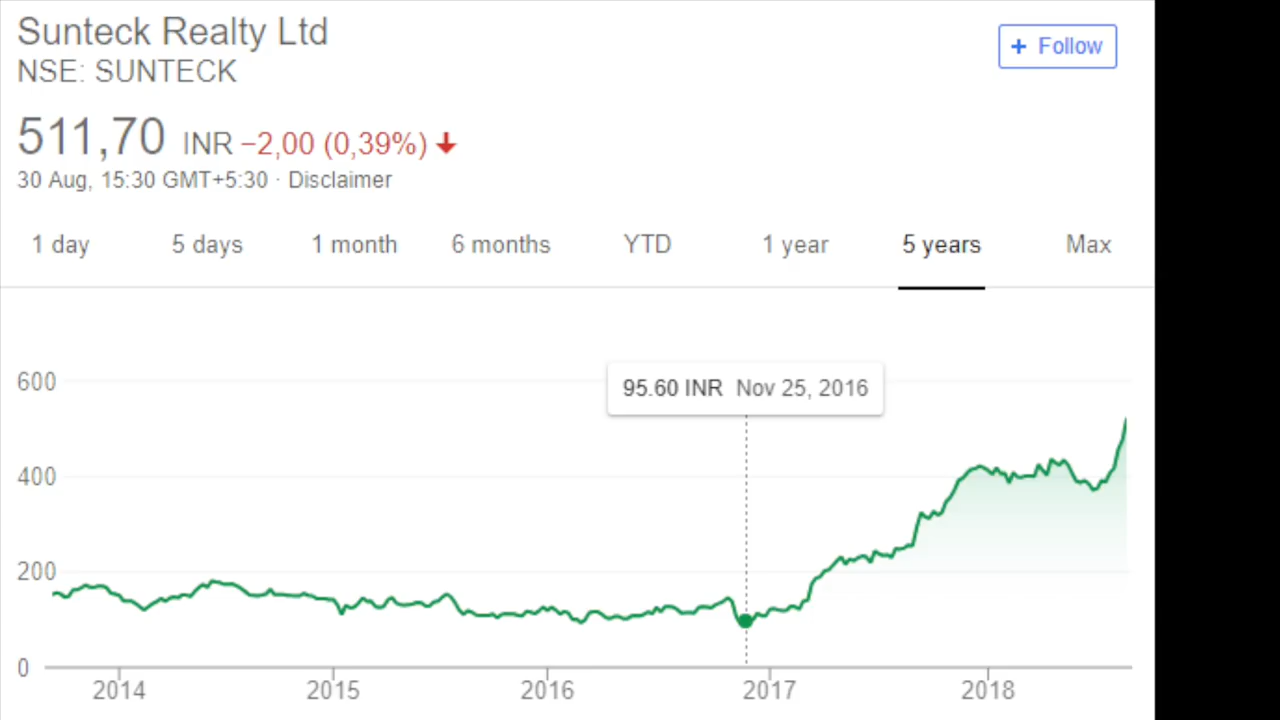 Sunteck Realty Ltd
+ Follow
NSE: SUNTECK
511,70 INR −2,00 (0,39%)
30 Aug, 15:30 GMT+5:30 · Disclaimer
1 day 5 days 1 month 6 months YTD 1 year 5 years Max
600
95.60 INR Nov 25, 2016
400
200
0
2014 2015 2016 2017 2018